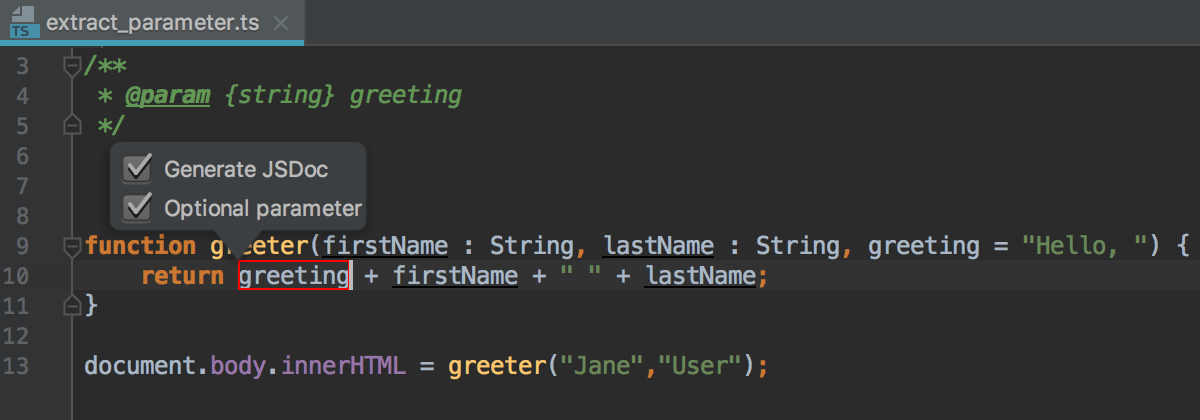 TS extract_parameter.ts ×
3 /**
4 * @param {string} greeting
5 */
6
Generate JSDoc
7
Optional parameter
8
9 function greeter(firstName : String, lastName : String, greeting = "Hello, ") {
10 return greeting + firstName + " " + lastName;
11 }
12
13 document.body.innerHTML = greeter("Jane","User");